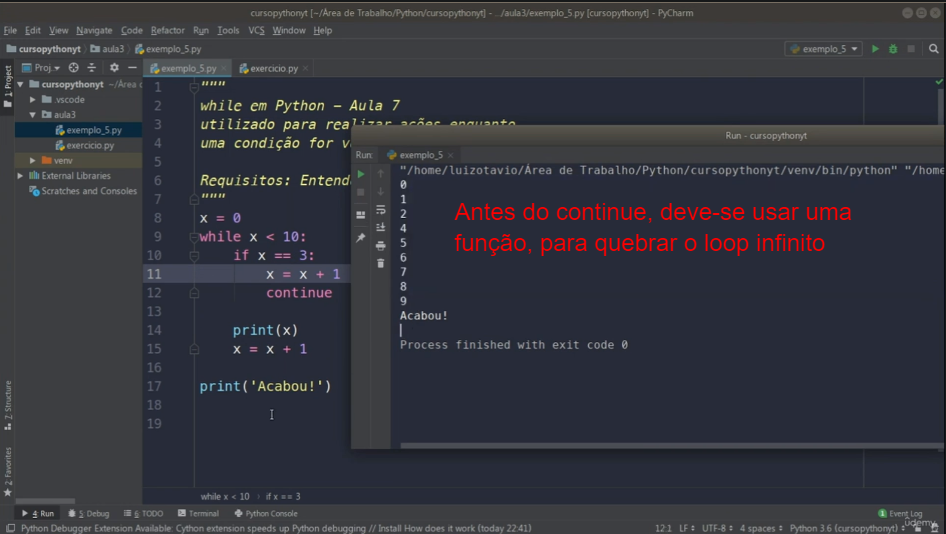 cursopythonyt [~/Área de Trabalho/Python/cursopythonyt] - .../aula3/exemplo_5.py [cursopythonyt] - PyCharm
File Edit View Navigate Code Refactor Run Tools VCS Window Help
cursopythonyt aula3 exemplo_5.py exemplo_5
1: Project
Proj..
exemplo_5.py exercicio.py
cursopythonyt ~/Área
.vscode
aula3
exemplo_5.py
exercicio.py
venv
External Libraries
Scratches and Consoles
1 """
2 while em Python - Aula 7
3 utilizado para realizar ações enquanto
4 uma condição for
5
6 Requisitos:
7 """
8 x = 0
9 while x < 10:
10 if x == 3:
11 x = x + 1
12 continue
13
14 print(x)
15 x = x + 1
16
17 print('Acabou!')
18
19
while x < 10 › if x == 3
Run - cursopythonyt
Run: exemplo_5
"/home/luizotavio/Área de Trabalho/Python/cursopythonyt/venv/bin/python" "/home
0
1
2
4
5
6
7
8
9
Acabou!
Process finished with exit code 0
Antes do continue, deve-se usar uma
função, para quebrar o loop infinito
2: Structure
2: Favorites
4: Run 5: Debug 6: TODO Terminal Python Console 1 Event Log
Python Debugger Extension Available: Cython extension speeds up Python debugging // Install How does it work (today 22:41) 12:1 LF UTF-8 4 spaces Python 3.6 (cursopythonyt)
udemy